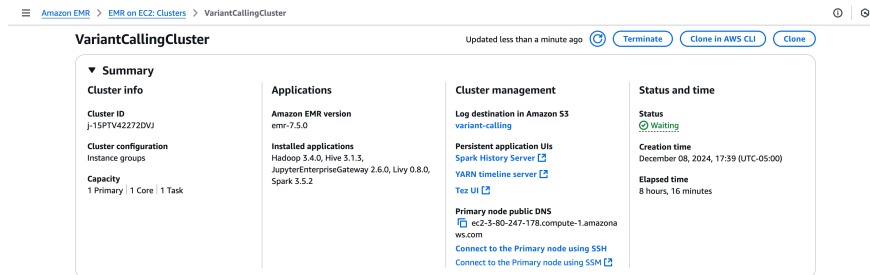 Amazon EMR > EMR on EC2: Clusters > VariantCallingCluster
VariantCallingCluster
Updated less than a minute ago
Terminate
Clone in AWS CLI
Clone
Summary
Cluster info
Cluster ID
j-15PTV42272DVJ
Cluster configuration
Instance groups
Capacity
1 Primary | 1 Core | 1 Task
Applications
Amazon EMR version
emr-7.5.0
Installed applications
Hadoop 3.4.0, Hive 3.1.3,
JupyterEnterpriseGateway 2.6.0, Livy 0.8.0,
Spark 3.5.2
Cluster management
Log destination in Amazon S3
variant-calling
Persistent application UIs
Spark History Server
YARN timeline server
Tez UI
Primary node public DNS
ec2-3-80-247-178.compute-1.amazona
ws.com
Connect to the Primary node using SSH
Connect to the Primary node using SSM
Status and time
Status
Waiting
Creation time
December 08, 2024, 17:39 (UTC-05:00)
Elapsed time
8 hours, 16 minutes